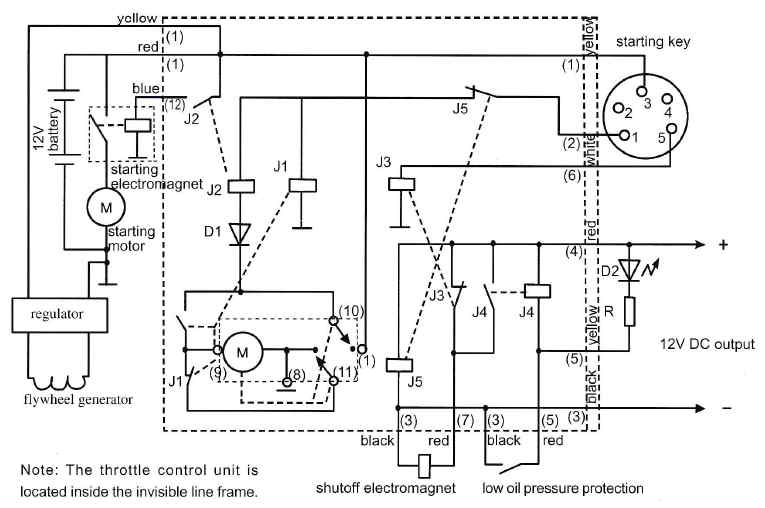 yellow
(1)
red
(1)
blue
(12)
J2
12V
battery
starting
electromagnet
M
starting
motor
regulator
flywheel generator
J2
J1
D1
J1
M
(9)
(8)
(10)
(11)
(1)
J5
J3
J3
J4
J4
J5
yellow
(1)
(2)
white
(6)
starting key
1
2
3
4
5
red
(4)
+
D2
R
yellow
(5)
12V DC output
black
(3)
−
(3)
(7)
(3)
(5)
black
red
black
red
shutoff electromagnet
low oil pressure protection
Note: The throttle control unit is
located inside the invisible line frame.